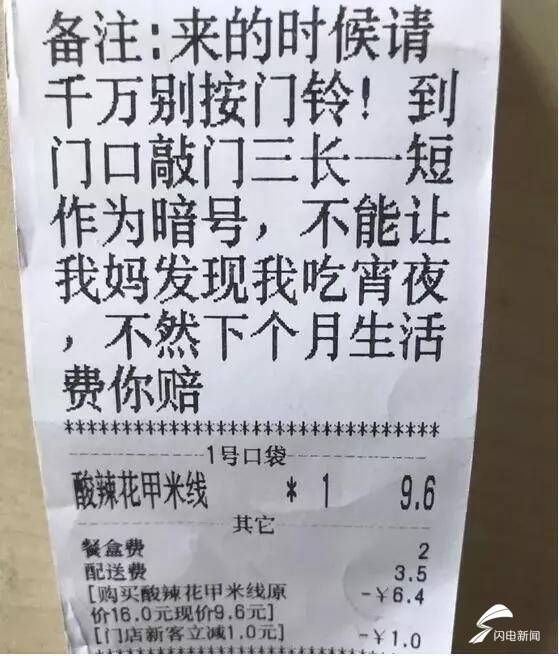 备注:来的时候请
千万别按门铃！到
门口敲门三长一短
作为暗号，不能让
我妈发现我吃宵夜
，不然下个月生活
费你赔
**********************************
1号口袋
酸辣花甲米线 * 1 9.6
其它
餐盒费 2
配送费 3.5
[购买酸辣花甲米线原 -￥6.4
价16.0元现价9.6元]
[门店新客立减1.0元] -￥1.0
闪电新闻